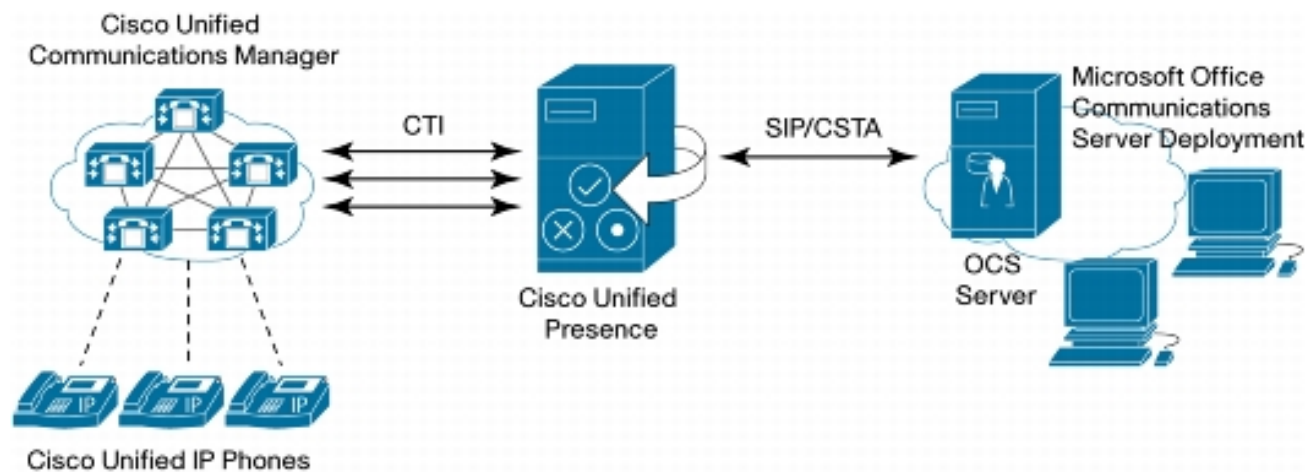 Cisco Unified
Communications Manager
CTI
SIP/CSTA
Microsoft Office
Communications
Server Deployment
Cisco Unified
Presence
OCS
Server
IP
IP
IP
Cisco Unified IP Phones